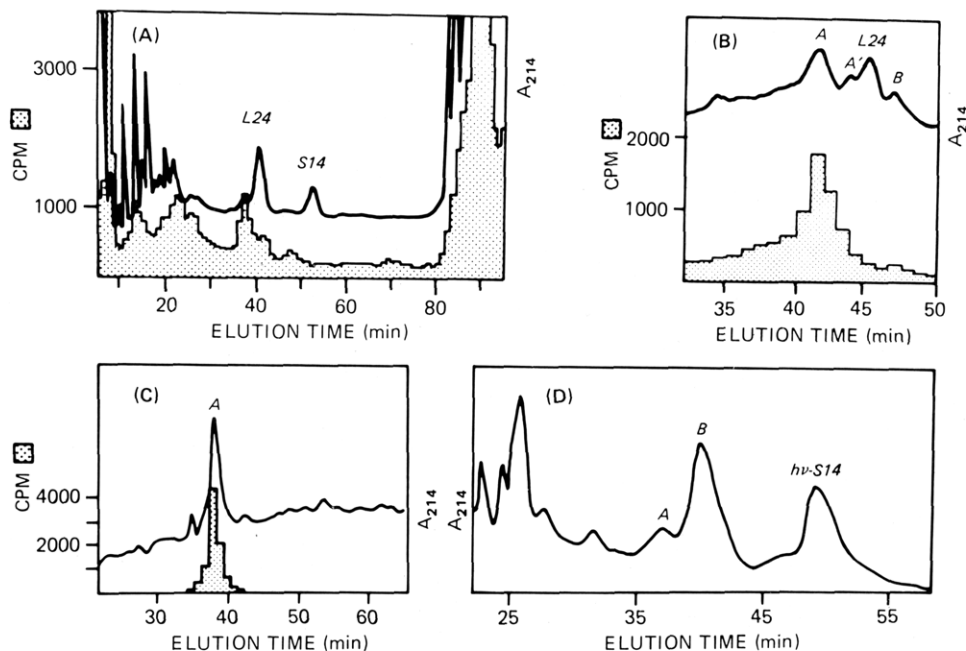 (A)
3000
1000
CPM
L24
S14
A214
20 40 60 80
ELUTION TIME (min)
(B)
A
A'
L24
B
2000
1000
CPM
A214
35 40 45 50
ELUTION TIME (min)
(C)
A
4000
2000
CPM
A214
30 40 50 60
ELUTION TIME (min)
(D)
A
B
hν-S14
A214
25 35 45 55
ELUTION TIME (min)